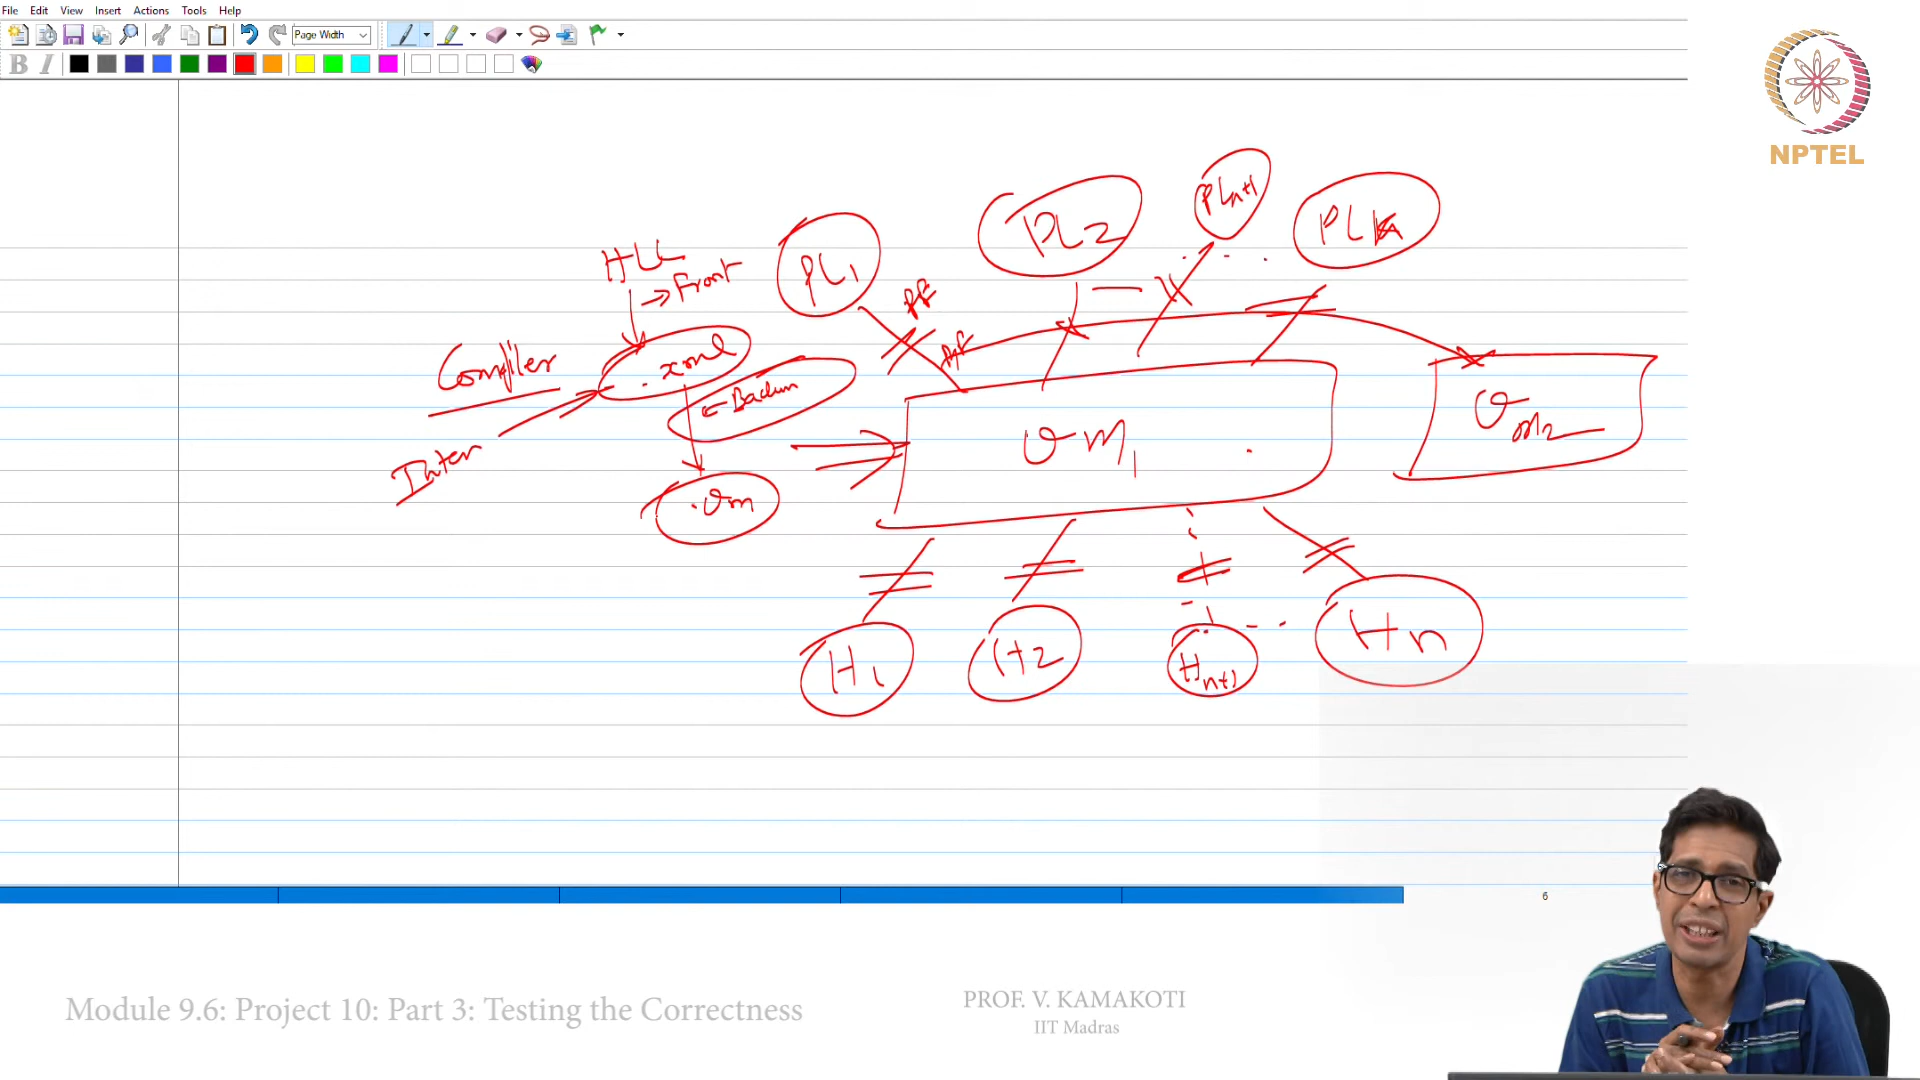 File Edit View Insert Actions Tools Help
Page Width
B I
NPTEL
HLL
→ Front
Compiler
.xml
Inter
.vm
PL1
PL2
PLn+1
PLk
VM1
VM2
H1
H2
Hn+1
Hn
6
Module 9.6: Project 10: Part 3: Testing the Correctness
PROF. V. KAMAKOTI
IIT Madras